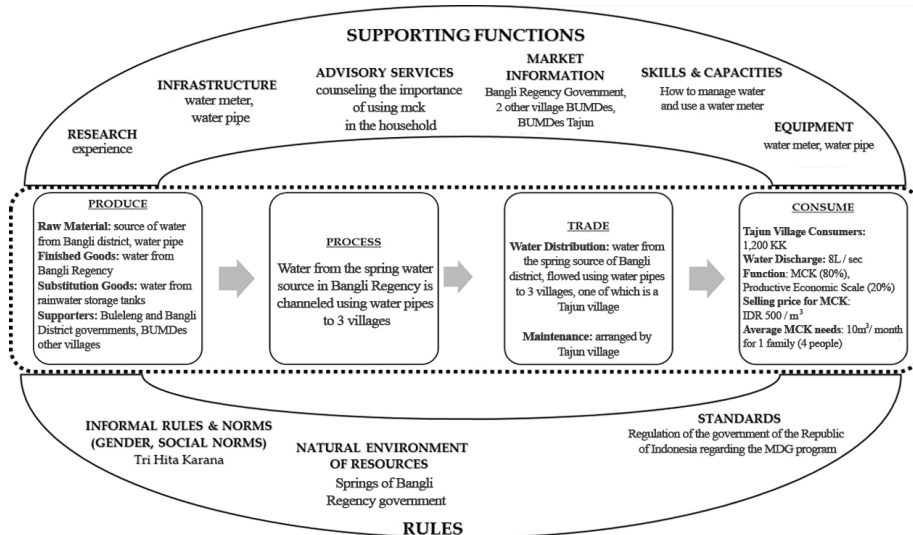 SUPPORTING FUNCTIONS
RESEARCH
experience
INFRASTRUCTURE
water meter,
water pipe
ADVISORY SERVICES
counseling the importance
of using mck
in the household
MARKET
INFORMATION
Bangli Regency Government,
2 other village BUMDes,
BUMDes Tajun
SKILLS & CAPACITIES
How to manage water
and use a water meter
EQUIPMENT
water meter, water pipe
PRODUCE
Raw Material: source of water
from Bangli district, water pipe
Finished Goods: water from
Bangli Regency
Substitution Goods: water from
rainwater storage tanks
Supporters: Buleleng and Bangli
District governments, BUMDes
other villages
PROCESS
Water from the spring water
source in Bangli Regency is
channeled using water pipes
to 3 villages
TRADE
Water Distribution: water from
the spring source of Bangli
district, flowed using water pipes
to 3 villages, one of which is a
Tajun village
Maintenance: arranged by
Tajun village
CONSUME
Tajun Village Consumers:
1,200 KK
Water Discharge: 8L / sec
Function: MCK (80%),
Productive Economic Scale (20%)
Selling price for MCK:
IDR 500 / m³
Average MCK needs: 10m³/ month
for 1 family (4 people)
INFORMAL RULES & NORMS
(GENDER, SOCIAL NORMS)
Tri Hita Karana
NATURAL ENVIRONMENT
OF RESOURCES
Springs of Bangli
Regency government
STANDARDS
Regulation of the government of the Republic
of Indonesia regarding the MDG program
RULES